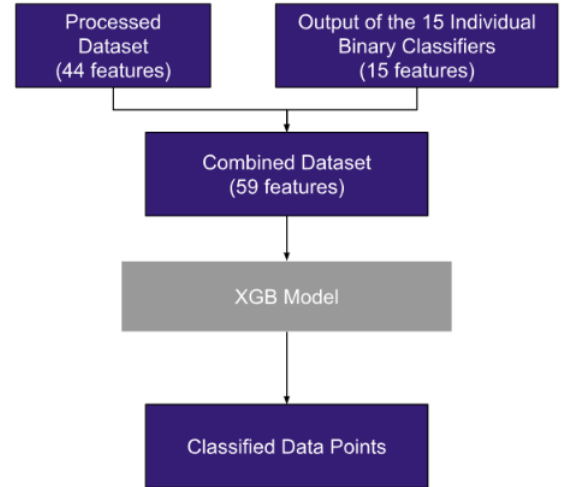 Processed
Dataset
(44 features)
Output of the 15 Individual
Binary Classifiers
(15 features)
Combined Dataset
(59 features)
XGB Model
Classified Data Points